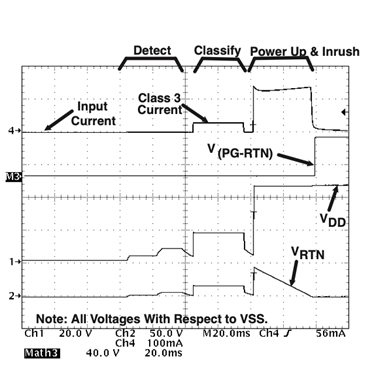 Detect Classify Power Up & Inrush
Input
Current
Class 3
Current
4
V(PG-RTN)
M3
VDD
1
VRTN
2
Note: All Voltages With Respect to VSS.
Ch1 20.0 V Ch2 50.0 V M20.0ms Ch4 ∫ 56mA
Ch4 100mA
Math3 40.0 V 20.0ms